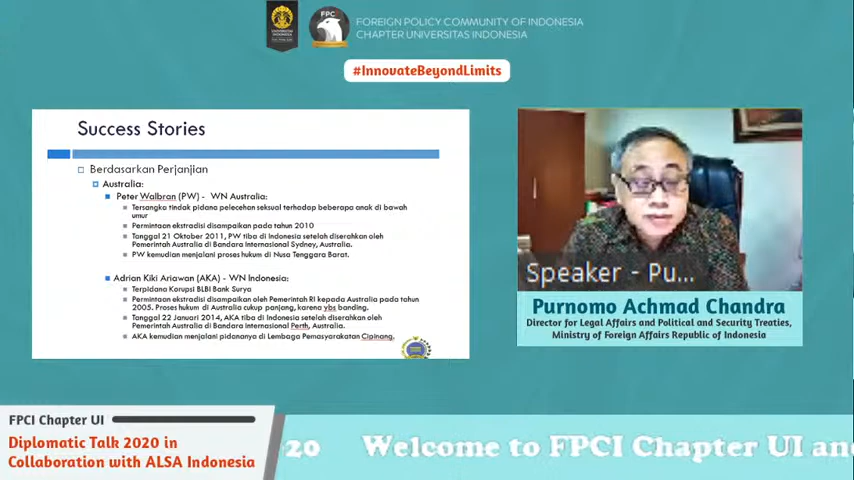 FPC
FOREIGN POLICY COMMUNITY OF INDONESIA
CHAPTER UNIVERSITAS INDONESIA
#InnovateBeyondLimits
Success Stories
Berdasarkan Perjanjian
Australia:
Peter Walbran (PW) - WN Australia:
Tersangka tindak pidana pelecehan seksual terhadap beberapa anak di bawah
umur
Permintaan ekstradisi disampaikan pada tahun 2010
Tanggal 21 Oktober 2011, PW tiba di Indonesia setelah diserahkan oleh
Pemerintah Australia di Bandara Internasional Sydney, Australia.
PW kemudian menjalani proses hukum di Nusa Tenggara Barat.
Adrian Kiki Ariawan (AKA) - WN Indonesia:
Terpidana Korupsi BLBI Bank Surya
Permintaan ekstradisi disampaikan oleh Pemerintah RI kepada Australia pada tahun
2005. Proses hukum di Australia cukup panjang, karena ybs banding.
Tanggal 22 Januari 2014, AKA tiba di Indonesia setelah diserahkan oleh
Pemerintah Australia di Bandara Internasional Perth, Australia.
AKA kemudian menjalani pidananya di Lembaga Pemasyarakatan Cipinang.
Speaker - Pu...
Purnomo Achmad Chandra
Director for Legal Affairs and Political and Security Treaties,
Ministry of Foreign Affairs Republic of Indonesia
FPCI Chapter UI
Diplomatic Talk 2020 in
Collaboration with ALSA Indonesia
20 Welcome to FPCI Chapter UI and